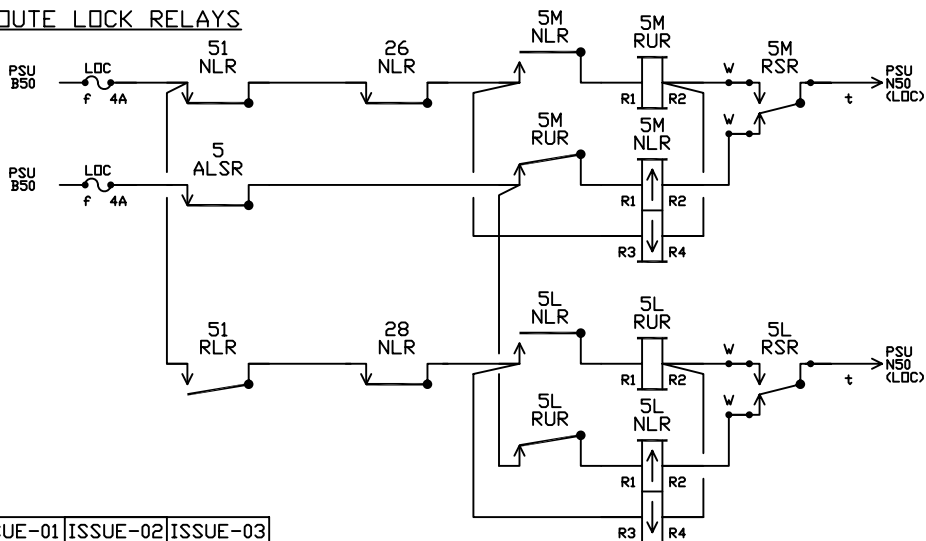 OUTE LOCK RELAYS
5M
NLR
5M
RUR
51
NLR
26
NLR
5M
RSR
PSU
B50
LOC
f 4A
R1 R2
W
W
t
PSU
N50
(LOC)
5
ALSR
5M
RUR
5M
NLR
PSU
B50
LOC
f 4A
R1 R2
R3 R4
51
RLR
28
NLR
5L
NLR
5L
RUR
5L
RSR
R1 R2
W
W
t
PSU
N50
(LOC)
5L
RUR
5L
NLR
R1 R2
R3 R4
UE-01 ISSUE-02 ISSUE-03